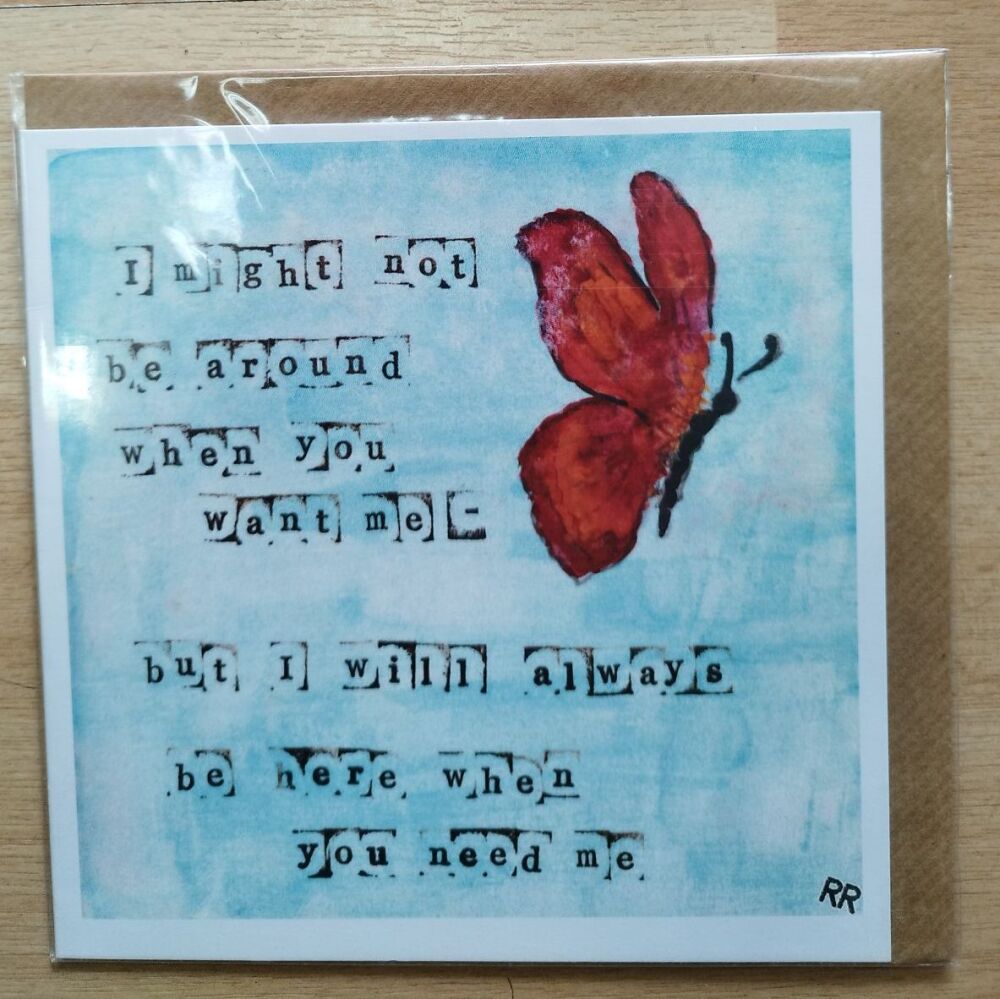 I might not
be around
when you
want me -
but I will always
be here when
you need me
RR